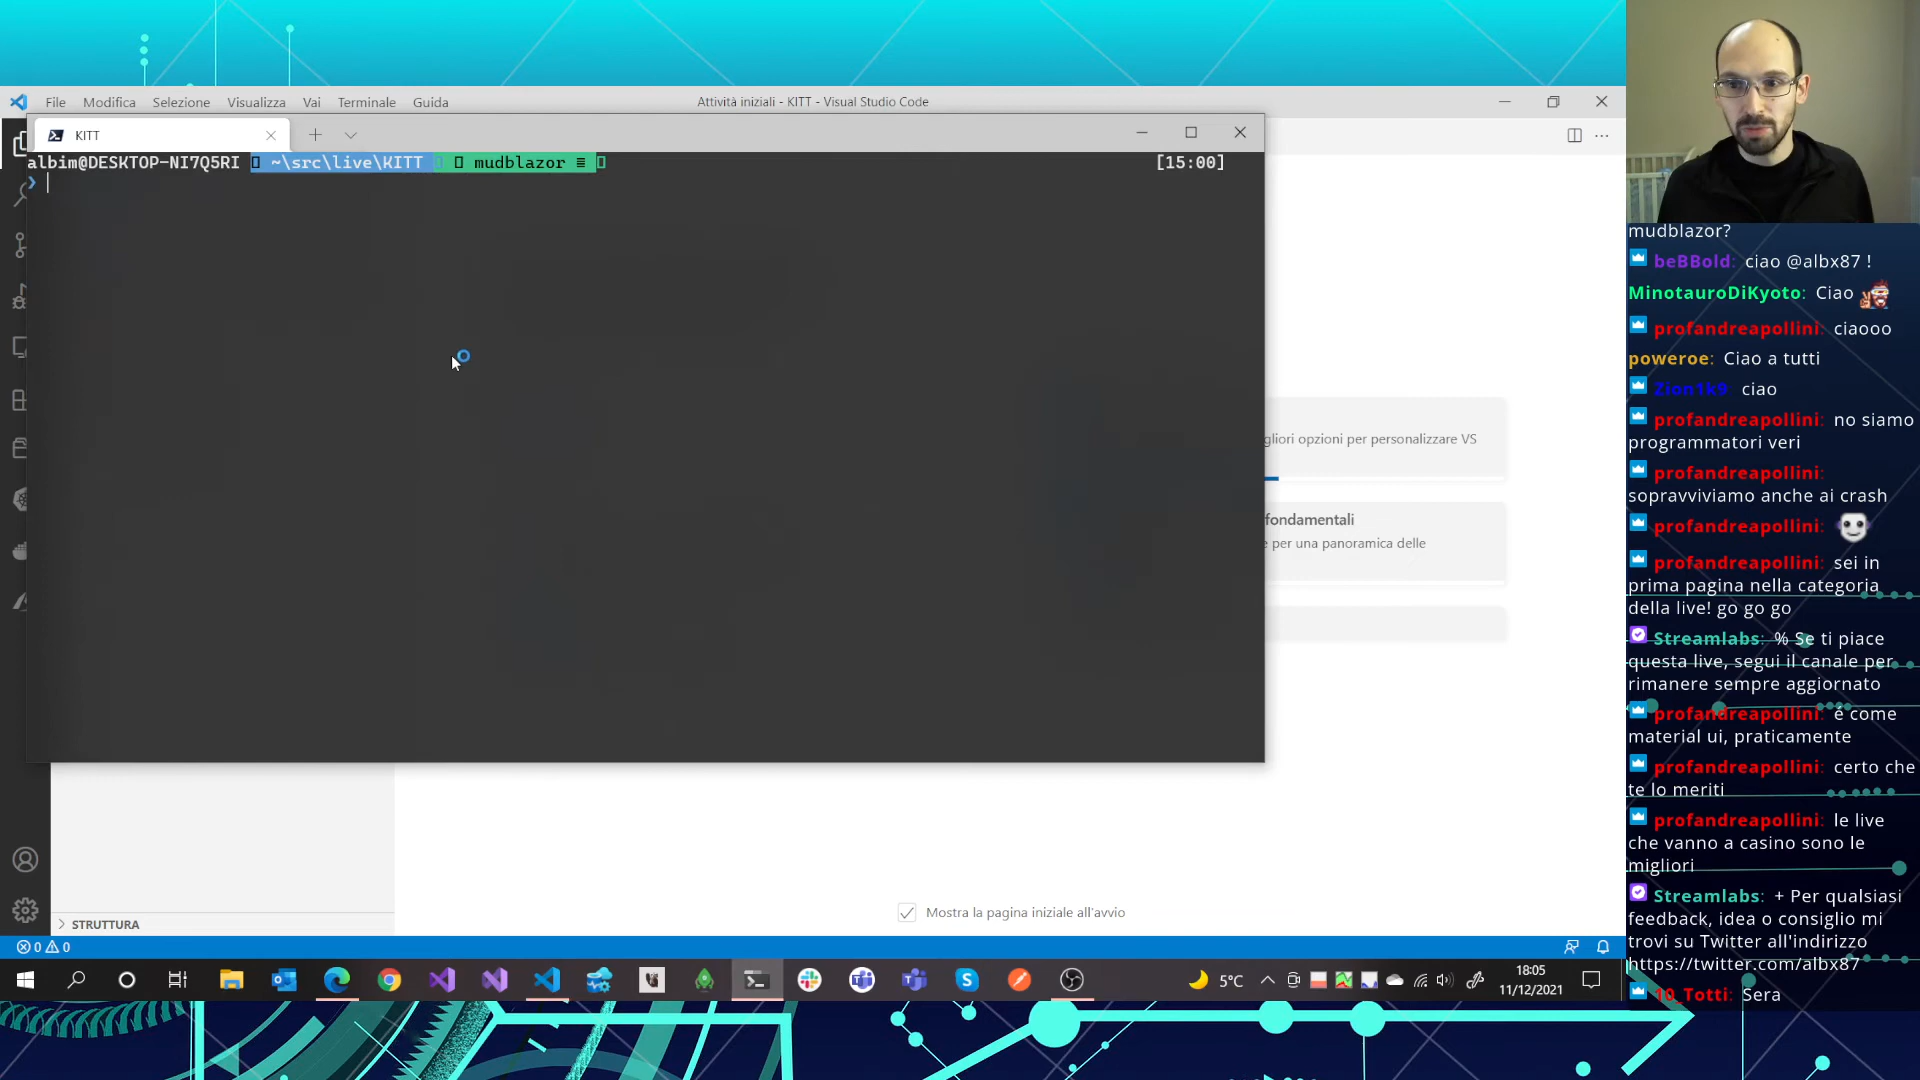 File Modifica Selezione Visualizza Vai Terminale Guida
Attività iniziali - KITT - Visual Studio Code
KITT
albim@DESKTOP-NI7Q5RI ~\src\live\KITT mudblazor ≡ [15:00]
❯
gliori opzioni per personalizzare VS
fondamentali
e per una panoramica delle
Mostra la pagina iniziale all'avvio
STRUTTURA
0 0
5°C
18:05
11/12/2021
mudblazor?
beBBold: ciao @albx87 !
MinotauroDiKyoto: Ciao
profandreapollini: ciaooo
poweroe: Ciao a tutti
Zion1k9 ciao
profandreapollini: no siamo
programmatori veri
profandreapollini:
sopravviviamo anche ai crash
profandreapollini:
profandreapollini: sei in
prima pagina nella categoria
della live! go go go
Streamlabs: % Se ti piace
questa live, segui il canale per
rimanere sempre aggiornato
profandreapollini: é come
material ui, praticamente
profandreapollini: certo che
te lo meriti
profandreapollini: le live
che vanno a casino sono le
migliori
Streamlabs: + Per qualsiasi
feedback, idea o consiglio mi
trovi su Twitter all'indirizzo
https://twitter.com/albx87
10_Totti: Sera